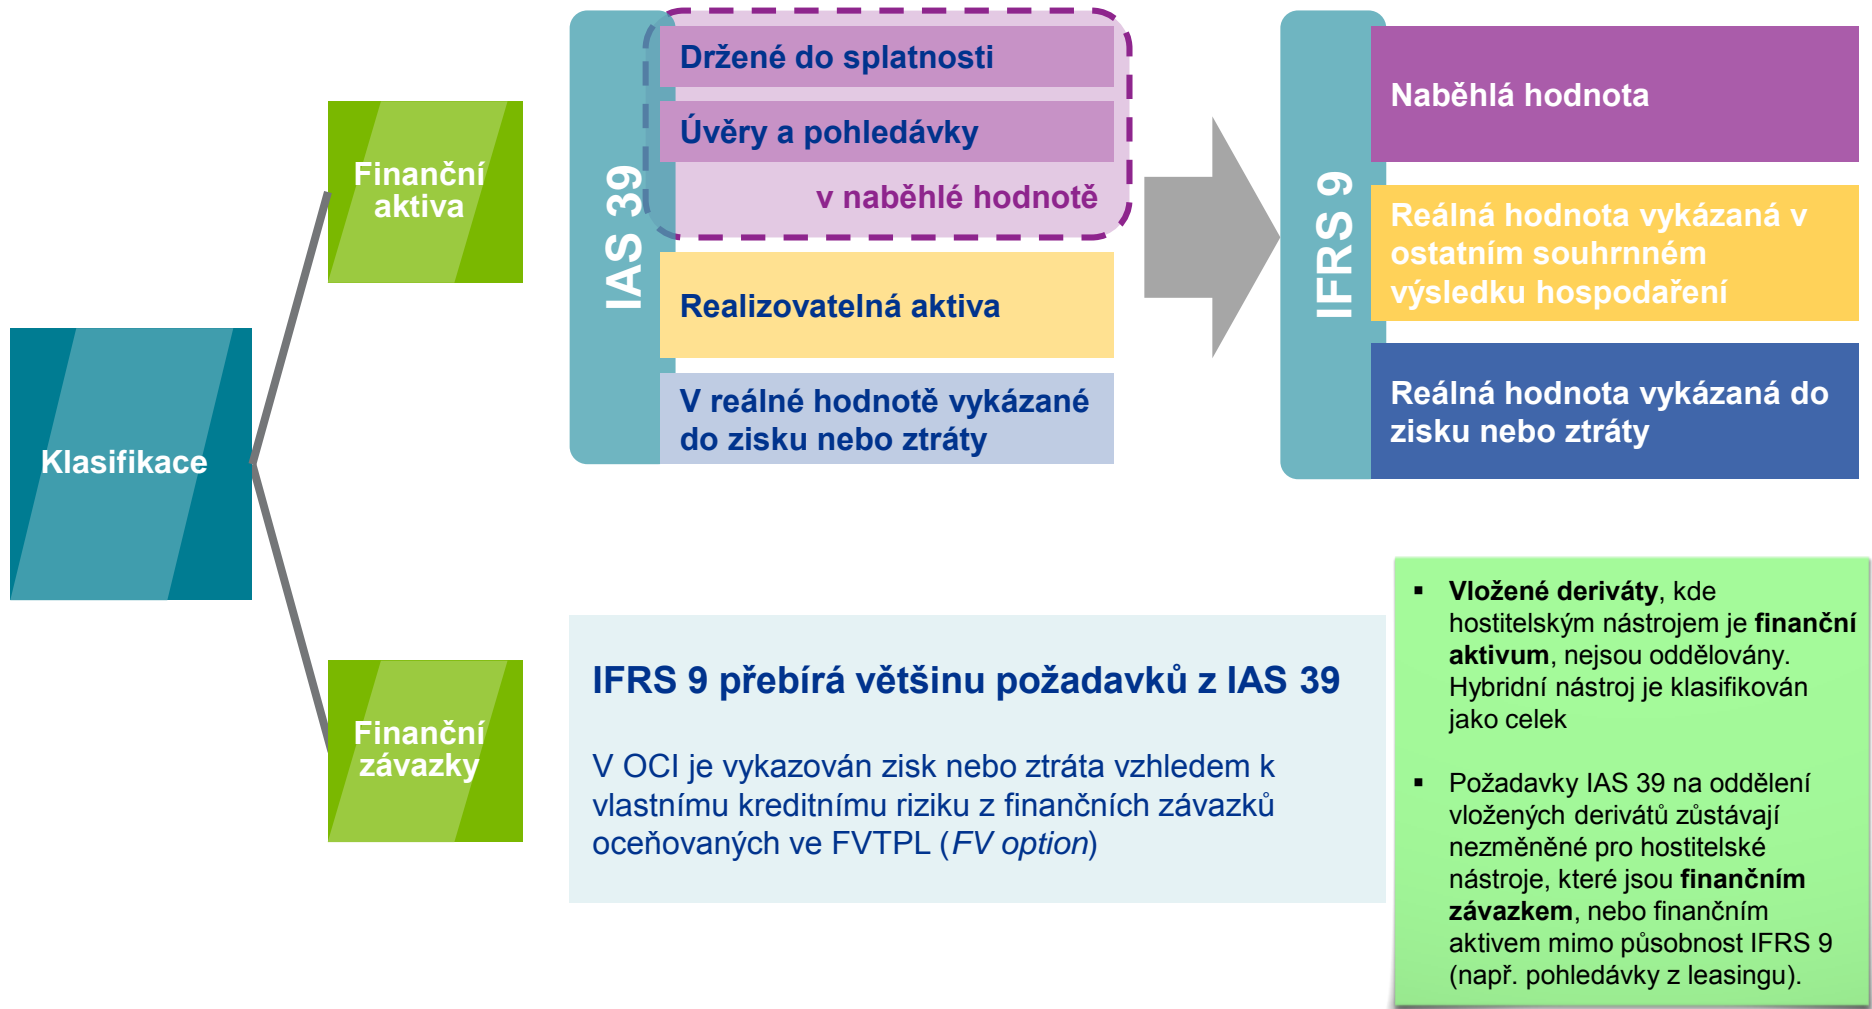 Klasifikace
Finanční
aktiva
IAS 39
Držené do splatnosti
Úvěry a pohledávky
v naběhlé hodnotě
Realizovatelná aktiva
V reálné hodnotě vykázané
do zisku nebo ztráty
IFRS 9
Naběhlá hodnota
Reálná hodnota vykázaná v
ostatním souhrnném
výsledku hospodaření
Reálná hodnota vykázaná do
zisku nebo ztráty
Finanční
závazky
IFRS 9 přebírá většinu požadavků z IAS 39
V OCI je vykazován zisk nebo ztráta vzhledem k
vlastnímu kreditnímu riziku z finančních závazků
oceňovaných ve FVTPL (FV option)
▪ Vložené deriváty, kde
hostitelským nástrojem je finanční
aktivum, nejsou oddělovány.
Hybridní nástroj je klasifikován
jako celek
▪ Požadavky IAS 39 na oddělení
vložených derivátů zůstávají
nezměněné pro hostitelské
nástroje, které jsou finančním
závazkem, nebo finančním
aktivem mimo působnost IFRS 9
(např. pohledávky z leasingu).